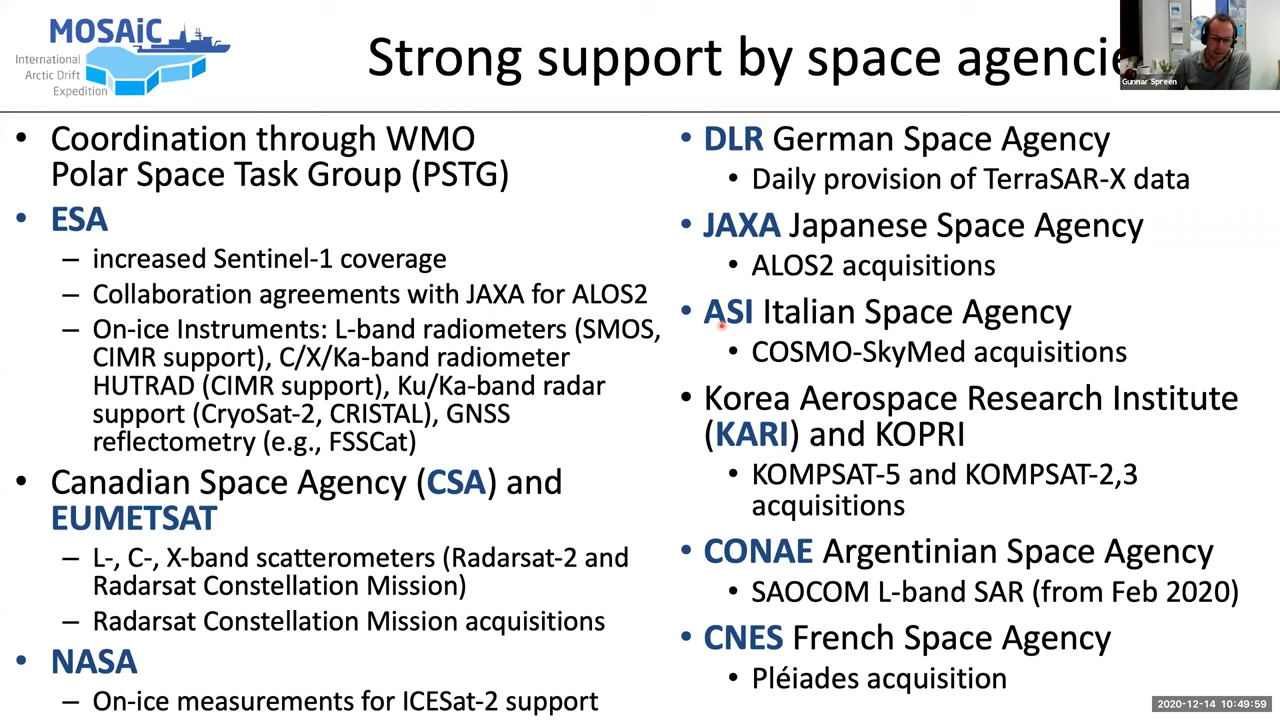 MOSAiC
International
Arctic Drift
Expedition
Strong support by space agencie
Gunnar Spreen
• Coordination through WMO
Polar Space Task Group (PSTG)
• ESA
– increased Sentinel-1 coverage
– Collaboration agreements with JAXA for ALOS2
– On-ice Instruments: L-band radiometers (SMOS,
CIMR support), C/X/Ka-band radiometer
HUTRAD (CIMR support), Ku/Ka-band radar
support (CryoSat-2, CRISTAL), GNSS
reflectometry (e.g., FSSCat)
• Canadian Space Agency (CSA) and
EUMETSAT
– L-, C-, X-band scatterometers (Radarsat-2 and
Radarsat Constellation Mission)
– Radarsat Constellation Mission acquisitions
• NASA
– On-ice measurements for ICESat-2 support
• DLR German Space Agency
• Daily provision of TerraSAR-X data
• JAXA Japanese Space Agency
• ALOS2 acquisitions
• ASI Italian Space Agency
• COSMO-SkyMed acquisitions
• Korea Aerospace Research Institute
(KARI) and KOPRI
• KOMPSAT-5 and KOMPSAT-2,3
acquisitions
• CONAE Argentinian Space Agency
• SAOCOM L-band SAR (from Feb 2020)
• CNES French Space Agency
• Pléiades acquisition
2020-12-14 10:49:59